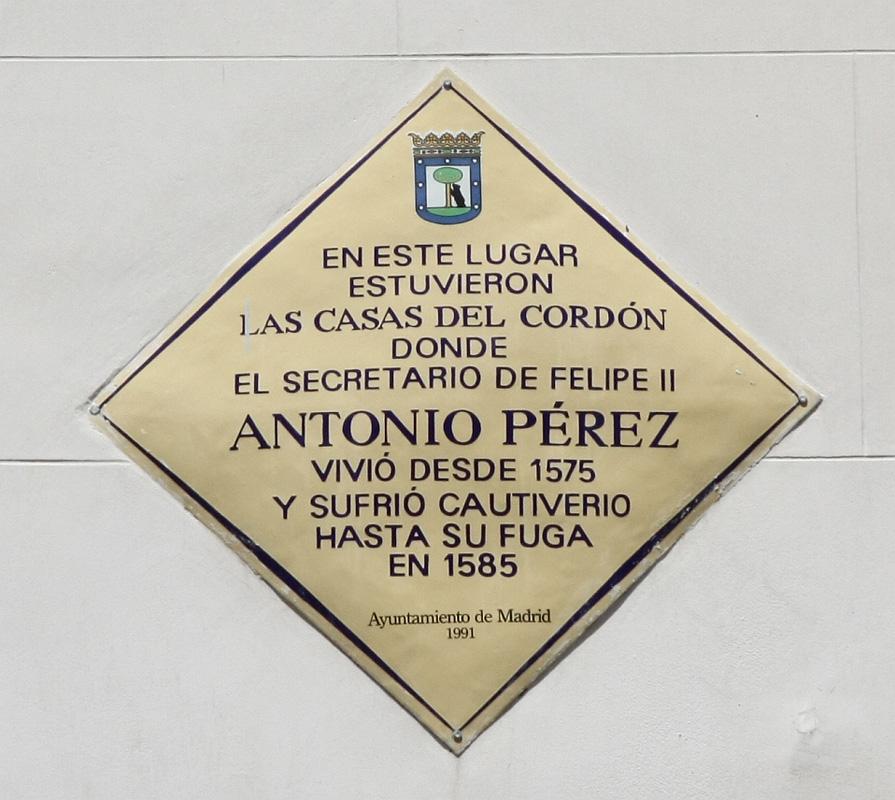 EN ESTE LUGAR
ESTUVIERON
LAS CASAS DEL CORDÓN
DONDE
EL SECRETARIO DE FELIPE II
ANTONIO PÉREZ
VIVIÓ DESDE 1575
Y SUFRIÓ CAUTIVERIO
HASTA SU FUGA
EN 1585
Ayuntamiento de Madrid
1991